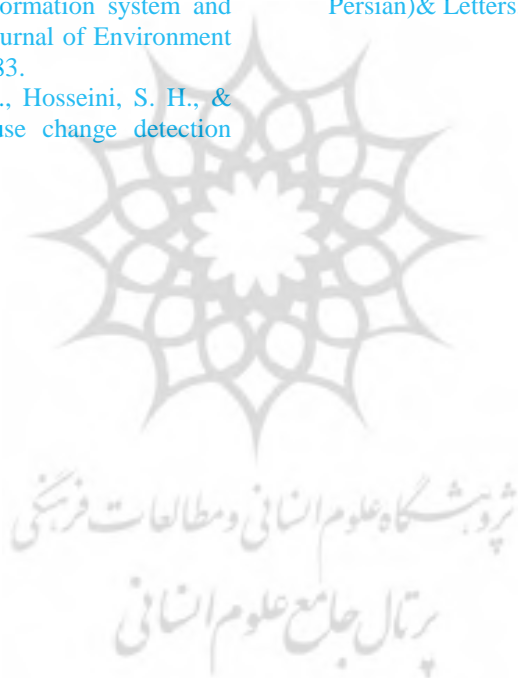 ormation system and
urnal of Environment
83.
., Hosseini, S. H., &
use change detection
Persian)& Letters
پژوهشگاه علوم انسانی و مطالعات فرهنگی
پرتال جامع علوم انسانی